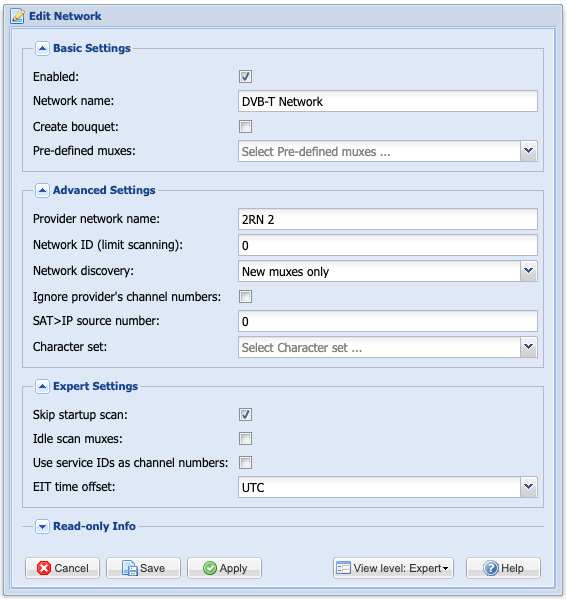 Edit Network
Basic Settings
Enabled:
Network name: DVB-T Network
Create bouquet:
Pre-defined muxes: Select Pre-defined muxes ...
Advanced Settings
Provider network name: 2RN 2
Network ID (limit scanning): 0
Network discovery: New muxes only
Ignore provider's channel numbers:
SAT>IP source number: 0
Character set: Select Character set ...
Expert Settings
Skip startup scan:
Idle scan muxes:
Use service IDs as channel numbers:
EIT time offset: UTC
Read-only Info
Cancel Save Apply View level: Expert Help